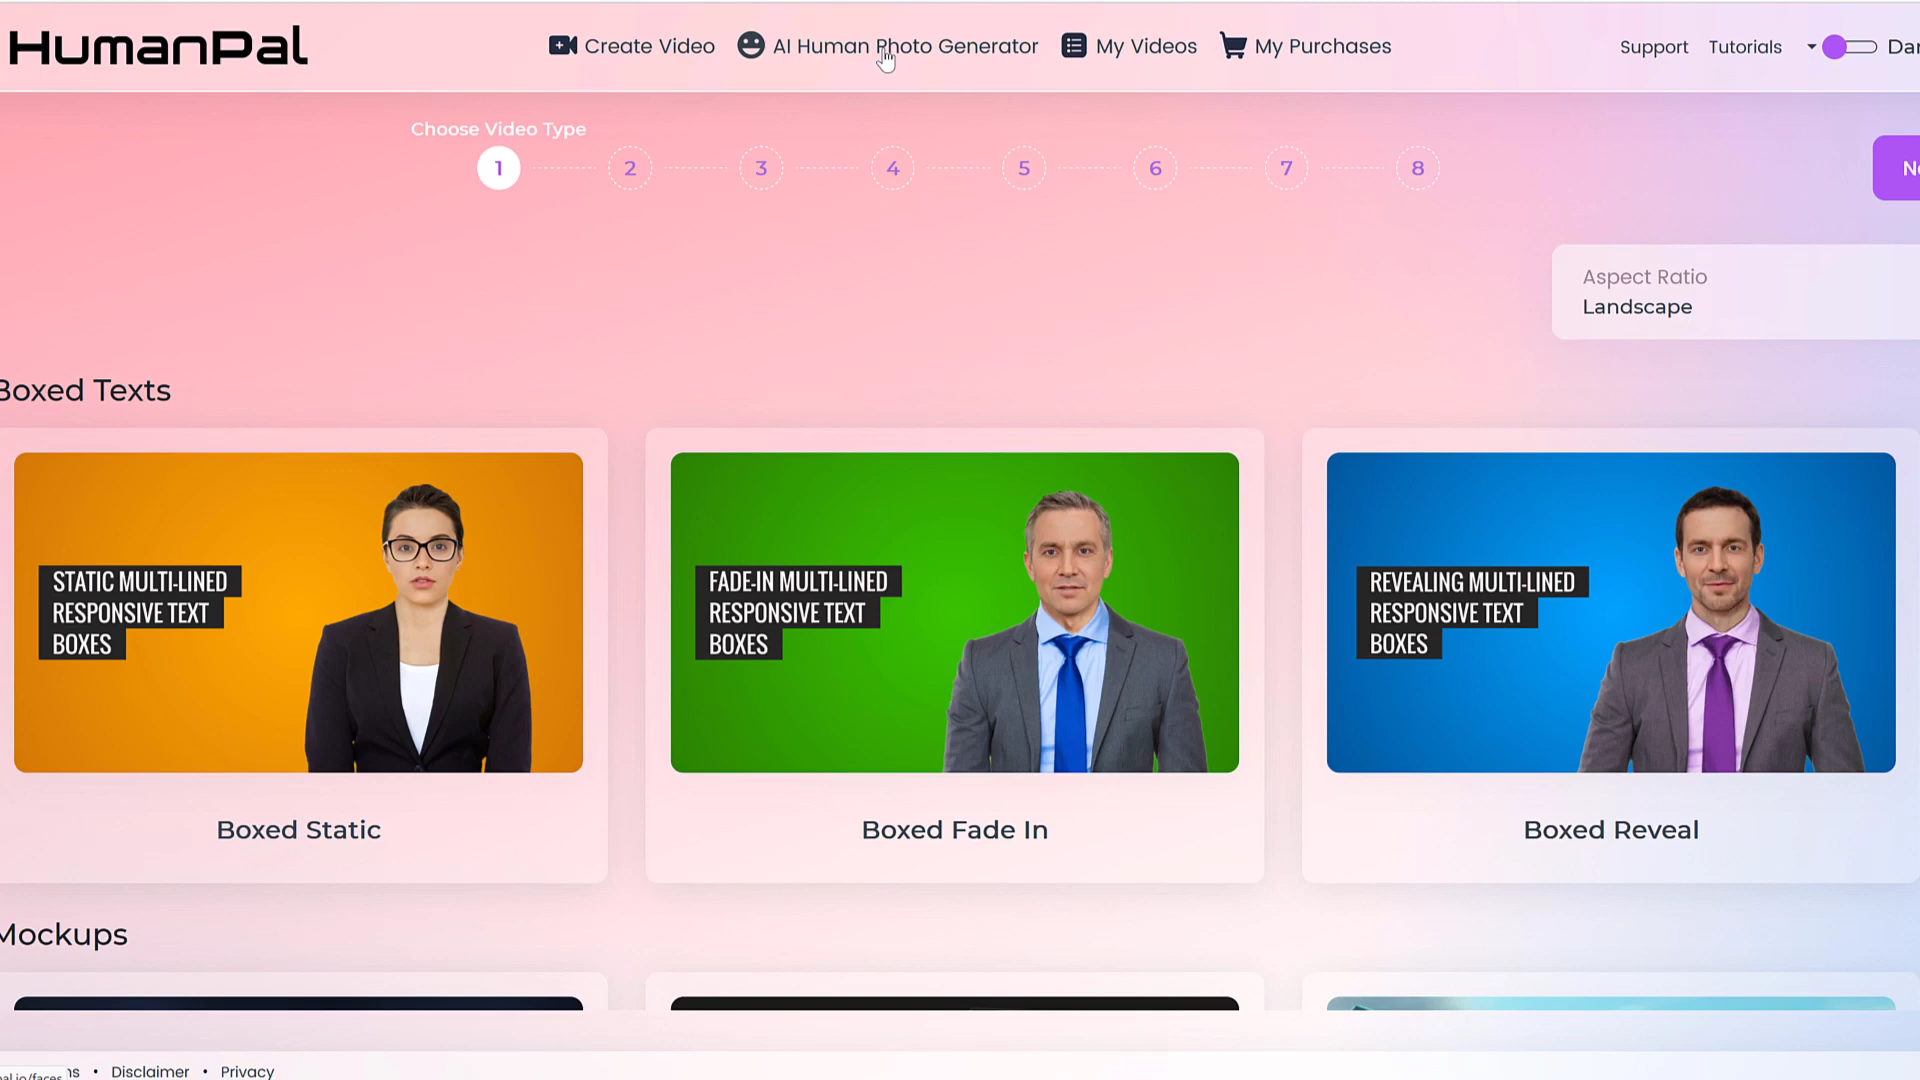 HumanPal
Create Video
AI Human Photo Generator
My Videos
My Purchases
Support
Tutorials
Choose Video Type
1
2
3
4
5
6
7
8
Aspect Ratio
Landscape
Boxed Texts
STATIC MULTI-LINED
RESPONSIVE TEXT
BOXES
FADE-IN MULTI-LINED
RESPONSIVE TEXT
BOXES
REVEALING MULTI-LINED
RESPONSIVE TEXT
BOXES
Boxed Static
Boxed Fade In
Boxed Reveal
Mockups
• Disclaimer • Privacy